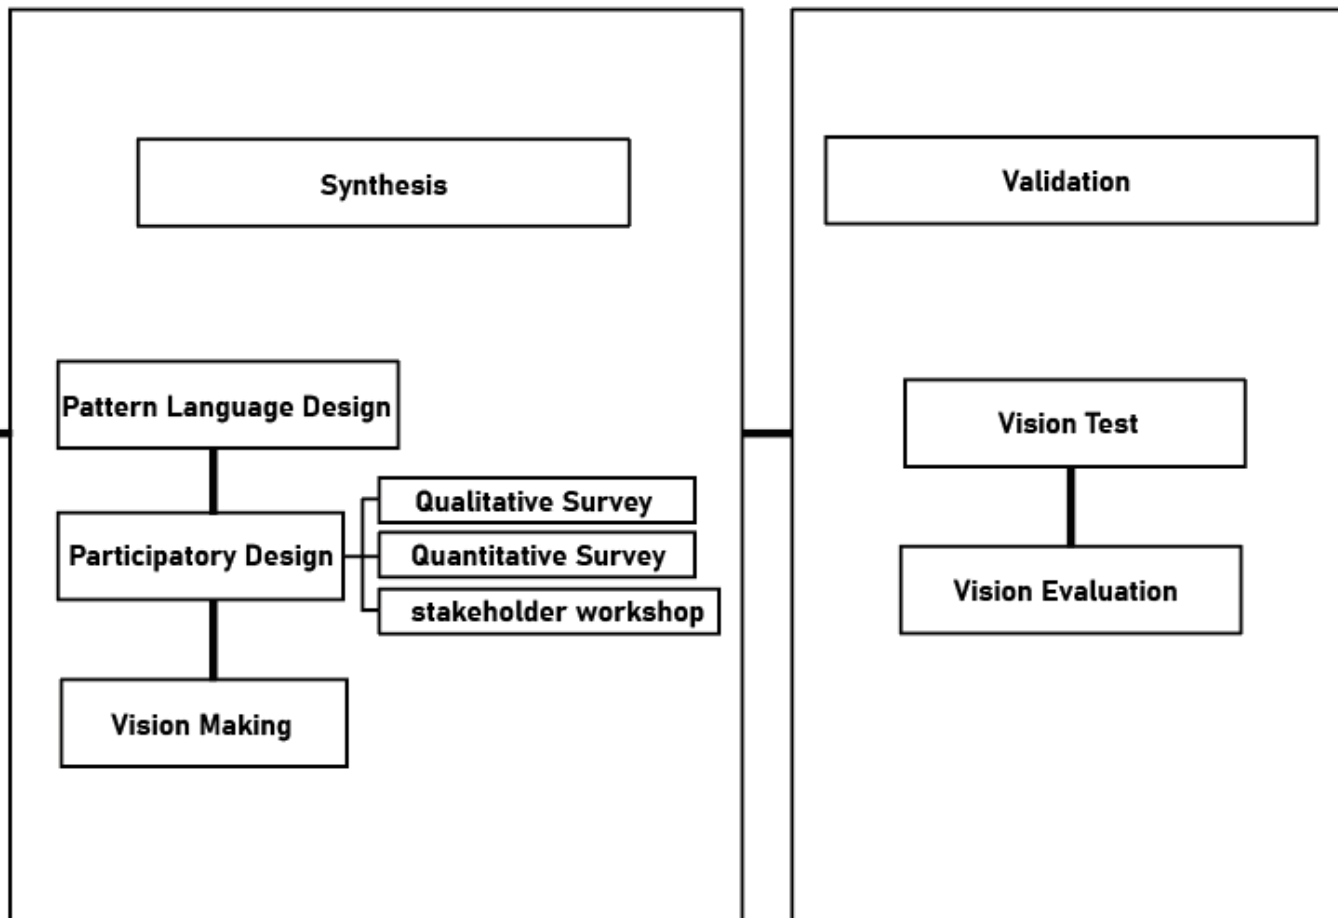 Synthesis
Pattern Language Design
Participatory Design
Qualitative Survey
Quantitative Survey
stakeholder workshop
Vision Making
Validation
Vision Test
Vision Evaluation